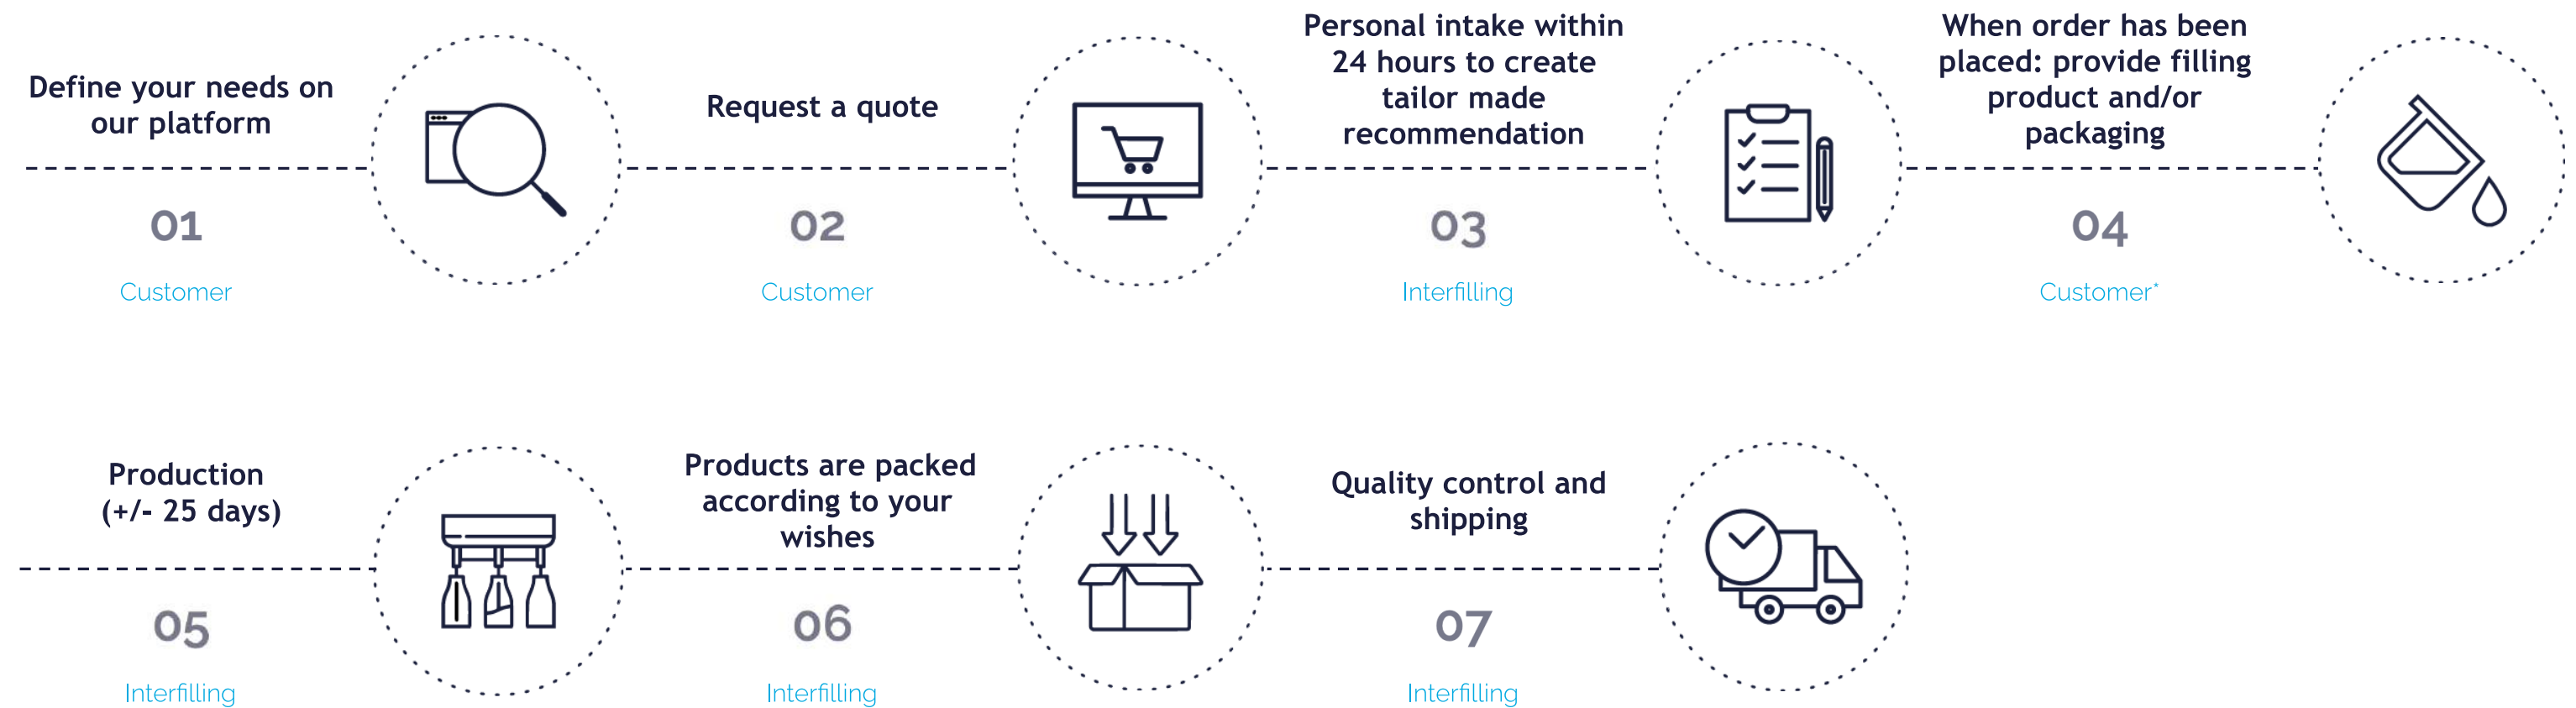 Define your needs on
our platform
01
Customer
Request a quote
02
Customer
Personal intake within
24 hours to create
tailor made
recommendation
03
Interfilling
When order has been
placed: provide filling
product and/or
packaging
04
Customer*
Production
(+/- 25 days)
05
Interfilling
Products are packed
according to your
wishes
06
Interfilling
Quality control and
shipping
07
Interfilling